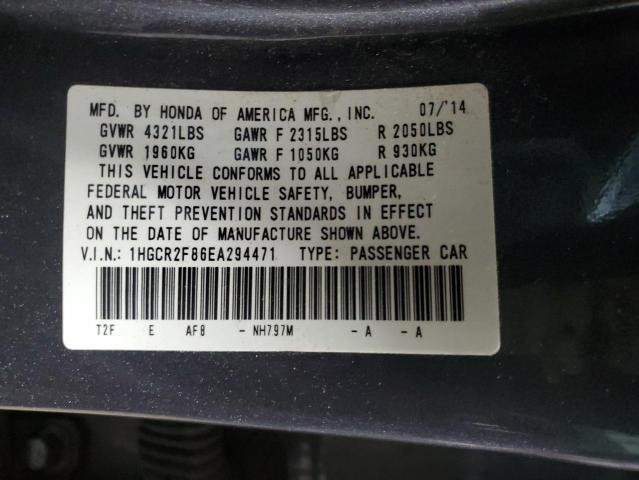 MFD. BY HONDA OF AMERICA MFG., INC. 07/'14
GVWR 4321LBS GAWR F 2315LBS R 2050LBS
GVWR 1960KG GAWR F 1050KG R 930KG
THIS VEHICLE CONFORMS TO ALL APPLICABLE
FEDERAL MOTOR VEHICLE SAFETY, BUMPER,
AND THEFT PREVENTION STANDARDS IN EFFECT
ON THE DATE OF MANUFACTURE SHOWN ABOVE.
V.I.N.: 1HGCR2F86EA294471 TYPE: PASSENGER CAR
T2F E AF8 - NH797M - A - A